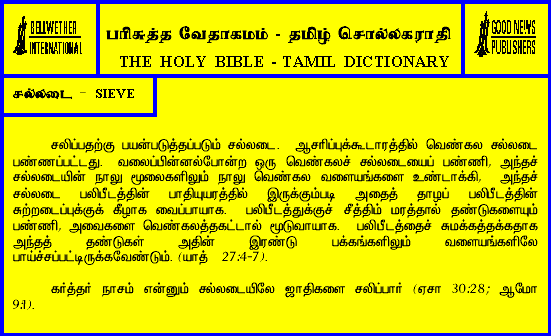 BELLWETHER
INTERNATIONAL
பரிசுத்த வேதாகமம் - தமிழ் சொல்லகராதி
THE HOLY BIBLE - TAMIL DICTIONARY
GOOD NEWS
PUBLISHERS
சல்லடை - SIEVE
சலிப்பதற்கு பயன்படுத்தப்படும் சல்லடை. ஆசரிப்புக்கூடாரத்தில் வெண்கல சல்லடை
பண்ணப்பட்டது. வலைப்பின்னல்போன்ற ஒரு வெண்கலச் சல்லடையைப் பண்ணி, அந்தச்
சல்லடையின் நாலு மூலைகளிலும் நாலு வெண்கல வளையங்களை உண்டாக்கி, அந்தச்
சல்லடை பலிபீடத்தின் பாதியுயரத்தில் இருக்கும்படி அதைத் தாழப் பலிபீடத்தின்
சுற்றடைப்புக்குக் கீழாக வைப்பாயாக. பலிபீடத்துக்குச் சீத்திம் மரத்தால் தண்டுகளையும்
பண்ணி, அவைகளை வெண்கலத்தகட்டால் மூடுவாயாக. பலிபீடத்தைச் சுமக்கத்தக்கதாக
அந்தத் தண்டுகள் அதின் இரண்டு பக்கங்களிலும் வளையங்களிலே
பாய்ச்சப்பட்டிருக்கவேண்டும். (யாத் 27:4-7).
கர்த்தர் நாசம் என்னும் சல்லடையிலே ஜாதிகளை சலிப்பார் (ஏசா 30:28; ஆமோ
9:1).